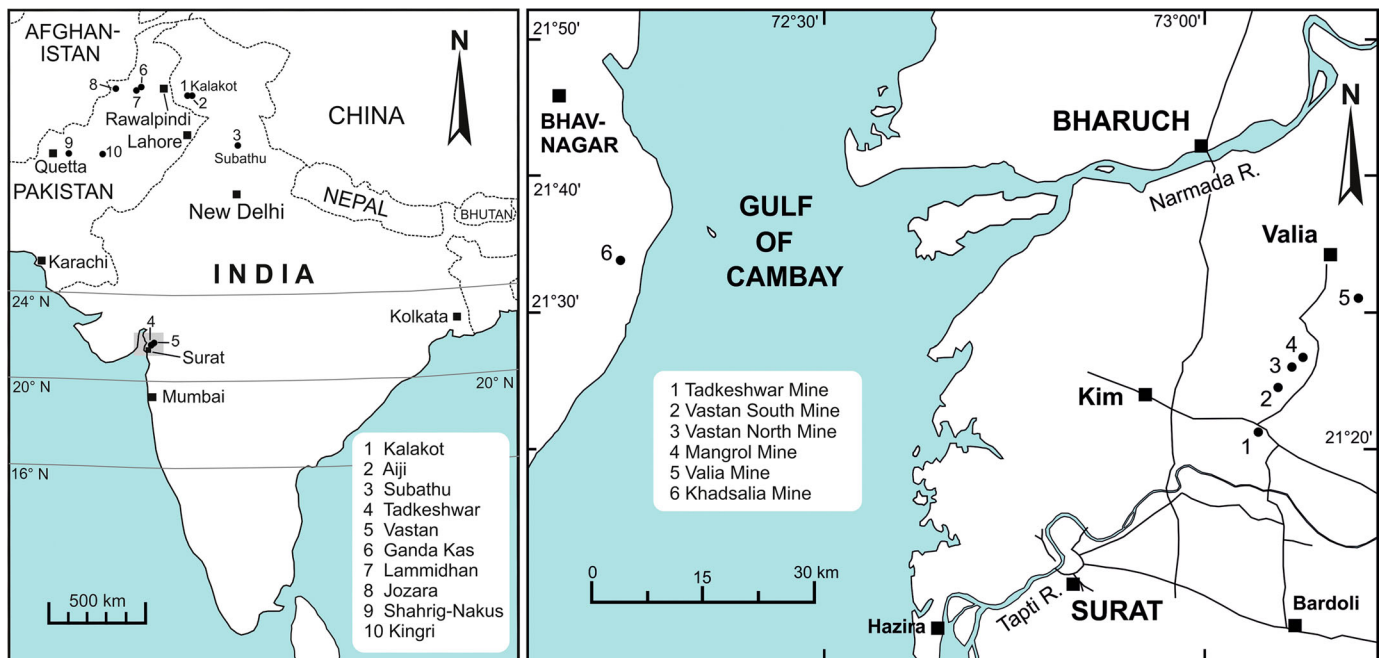 AFGHAN-
ISTAN
N
8
6
7
1 Kalakot
2
CHINA
Rawalpindi
Lahore
3
Subathu
9
10
Quetta
PAKISTAN
NEPAL
New Delhi
BHUTAN
Karachi
INDIA
24° N
Kolkata
4
5
Surat
20° N
20° N
Mumbai
16° N
1 Kalakot
2 Aiji
3 Subathu
4 Tadkeshwar
5 Vastan
6 Ganda Kas
7 Lammidhan
8 Jozara
9 Shahrig-Nakus
10 Kingri
500 km
72°30'
73°00'
21°50'
N
BHAV-
NAGAR
BHARUCH
Narmada R.
21°40'
GULF
OF
CAMBAY
Valia
6
5
21°30'
4
3
2
Kim
1
21°20'
1 Tadkeshwar Mine
2 Vastan South Mine
3 Vastan North Mine
4 Mangrol Mine
5 Valia Mine
6 Khadsalia Mine
0 15 30 km
Tapti R.
SURAT
Hazira
Bardoli